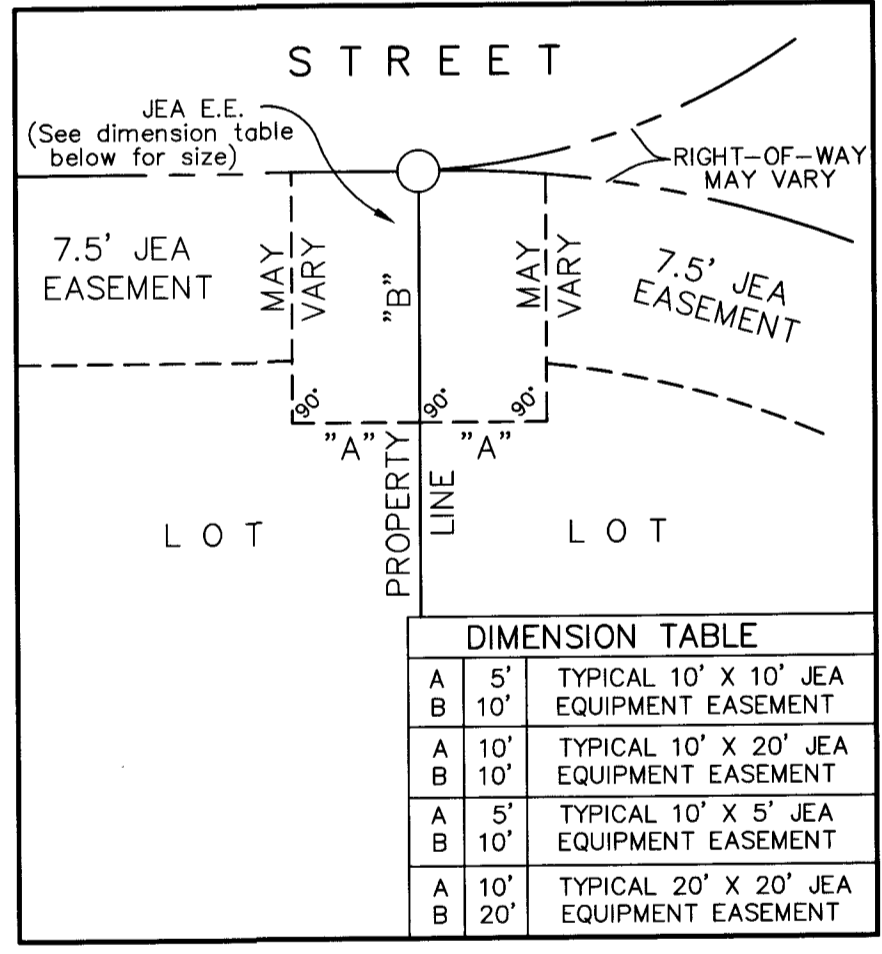 STREET
JEA E.E.
(See dimension table
below for size)
RIGHT-OF-WAY
MAY VARY
7.5' JEA
EASEMENT
MAY
VARY
"B"
MAY
VARY
7.5' JEA
EASEMENT
90°
90°
90°
"A"
"A"
PROPERTY
LINE
LOT
LOT
DIMENSION TABLE
A 5' TYPICAL 10' X 10' JEA
B 10' EQUIPMENT EASEMENT
A 10' TYPICAL 10' X 20' JEA
B 10' EQUIPMENT EASEMENT
A 5' TYPICAL 10' X 5' JEA
B 10' EQUIPMENT EASEMENT
A 10' TYPICAL 20' X 20' JEA
B 20' EQUIPMENT EASEMENT